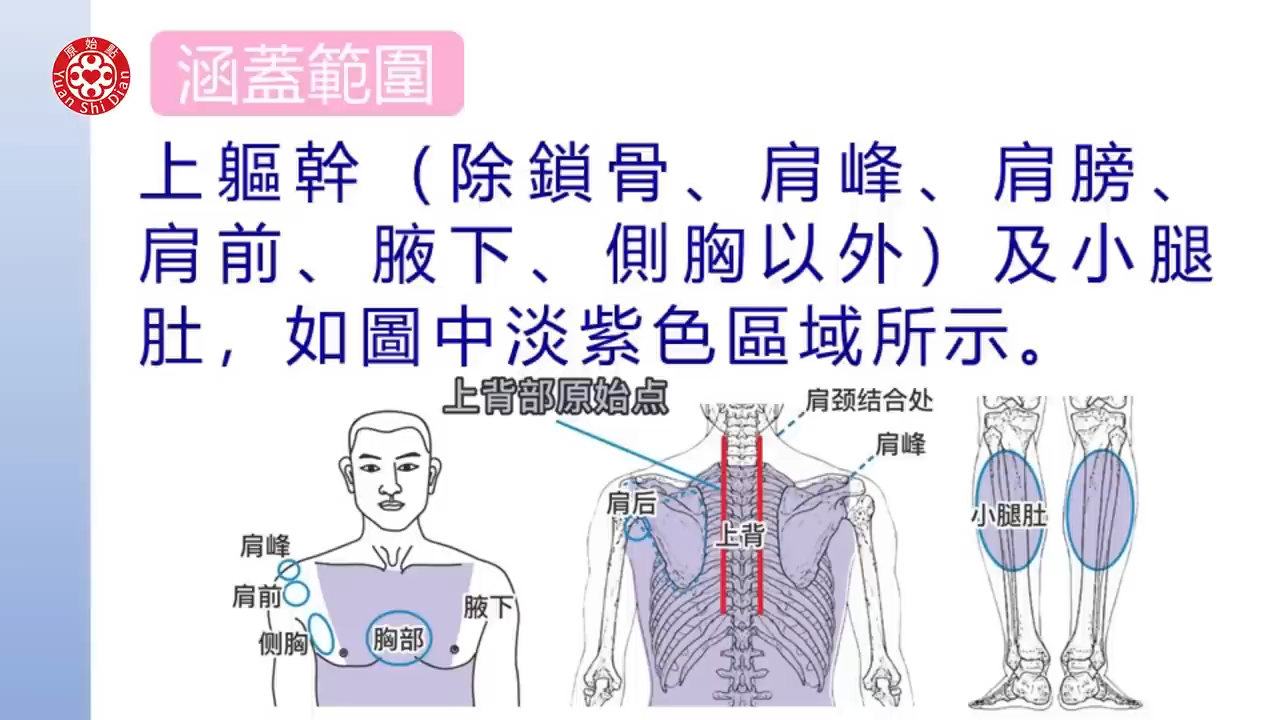 原始點
Yuan Shi Dian
涵蓋範圍
上軀幹（除鎖骨、肩峰、肩膀、
肩前、腋下、側胸以外）及小腿
肚，如圖中淡紫色區域所示。
上背部原始点
肩颈结合处
肩峰
肩后
上背
小腿肚
肩峰
肩前
侧胸
胸部
腋下